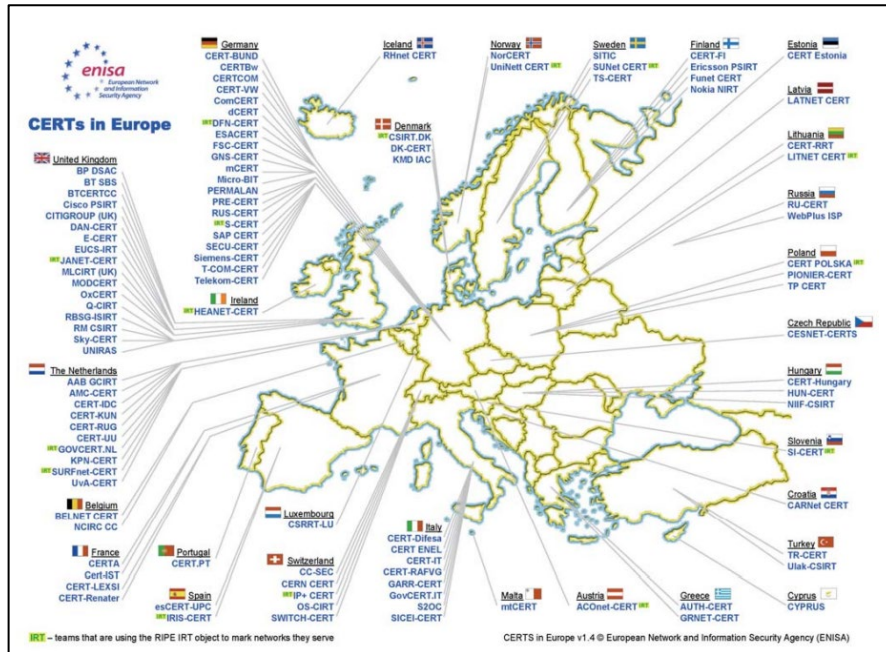 enisa
European Network
and Information
Security Agency
CERTs in Europe
Germany
CERT-BUND
CERTBw
CERTCOM
CERT-VW
ComCERT
dCERT
IRT DFN-CERT
ESACERT
FSC-CERT
GNS-CERT
mCERT
Micro-BIT
PERMALAN
PRE-CERT
RUS-CERT
IRT S-CERT
SAP CERT
SECU-CERT
Siemens-CERT
T-COM-CERT
Telekom-CERT
Iceland
RHnet CERT
Norway
NorCERT
UniNett CERT IRT
Sweden
SITIC
SUNet CERT IRT
TS-CERT
Finland
CERT-FI
Ericsson PSIRT
Funet CERT
Nokia NIRT
Estonia
CERT Estonia
Latvia
LATNET CERT
Lithuania
CERT-RRT
LITNET CERT IRT
Russia
RU-CERT
WebPlus ISP
Denmark
IRT CSIRT.DK
DK-CERT
KMD IAC
United Kingdom
BP DSAC
BT SBS
BTCERTCC
Cisco PSIRT
CITIGROUP (UK)
DAN-CERT
E-CERT
EUCS-IRT
IRT JANET-CERT
MLCIRT (UK)
MODCERT
OxCERT
Q-CIRT
RBSG-ISIRT
RM CSIRT
Sky-CERT
UNIRAS
Ireland
IRT HEANET-CERT
Poland
CERT POLSKA IRT
PIONIER-CERT
TP CERT
Czech Republic
CESNET-CERTS
Hungary
CERT-Hungary
HUN-CERT
NIIF-CSIRT
Slovenia
SI-CERT IRT
Croatia
CARNet CERT
Turkey
TR-CERT
Ulak-CSIRT
Cyprus
CYPRUS
The Netherlands
AAB GCIRT
AMC-CERT
CERT-IDC
CERT-KUN
CERT-RUG
CERT-UU
IRT GOVCERT.NL
KPN-CERT
IRT SURFnet-CERT
UvA-CERT
Belgium
BELNET CERT
NCIRC CC
France
CERTA
Cert-IST
CERT-LEXSI
CERT-Renater
Portugal
CERT.PT
Spain
esCERT-UPC
IRT IRIS-CERT
Luxembourg
CSRRT-LU
Switzerland
CC-SEC
CERN CERT
IRT IP+ CERT
OS-CIRT
SWITCH-CERT
Italy
CERT-Difesa
CERT ENEL
CERT-IT
CERT-RAFVG
GARR-CERT
GovCERT.IT
S2OC
SICEI-CERT
Malta
mtCERT
Austria
ACOnet-CERT IRT
Greece
AUTH-CERT
GRNET-CERT
IRT – teams that are using the RIPE IRT object to mark networks they serve
CERTS in Europe v1.4 © European Network and Information Security Agency (ENISA)